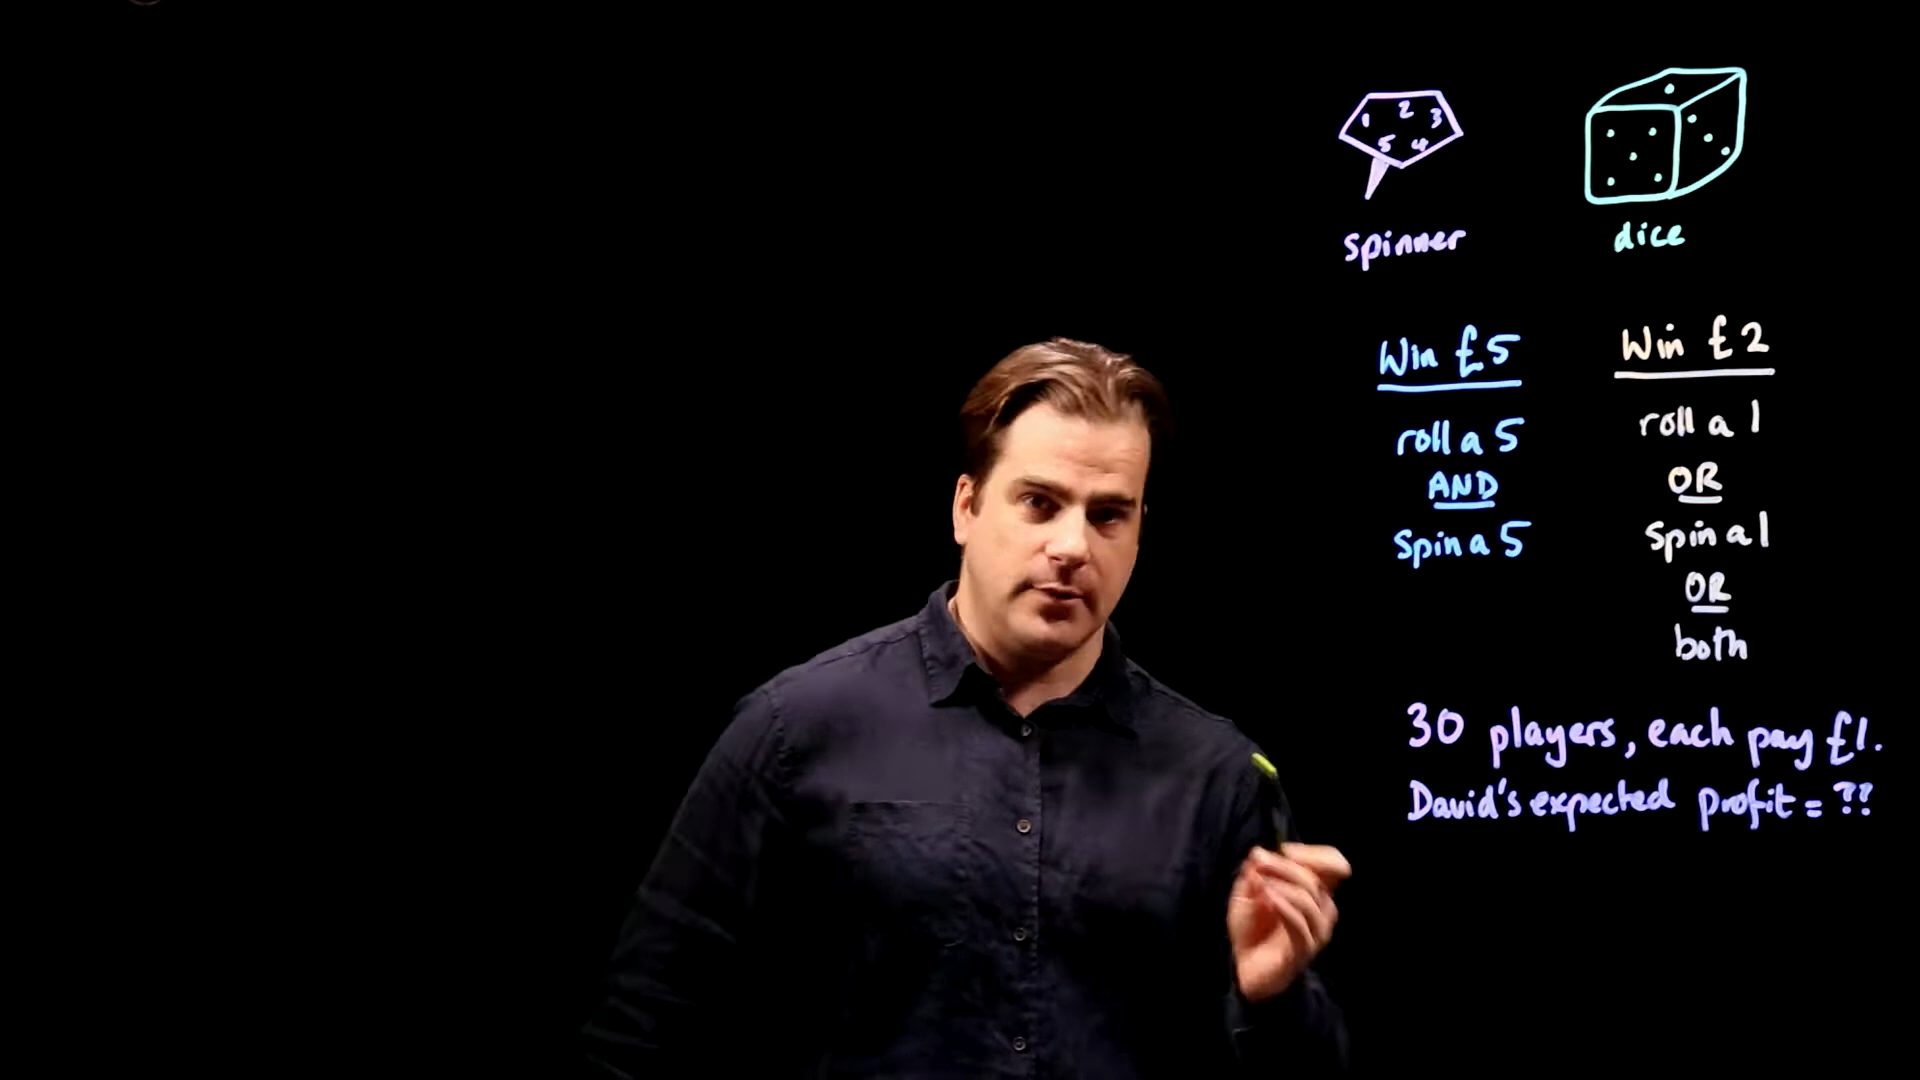 1 2 3
5 4
spinner
dice
Win £5
roll a 5
AND
spin a 5
Win £2
roll a 1
OR
spin a 1
OR
both
30 players, each pay £1.
David's expected profit = ??